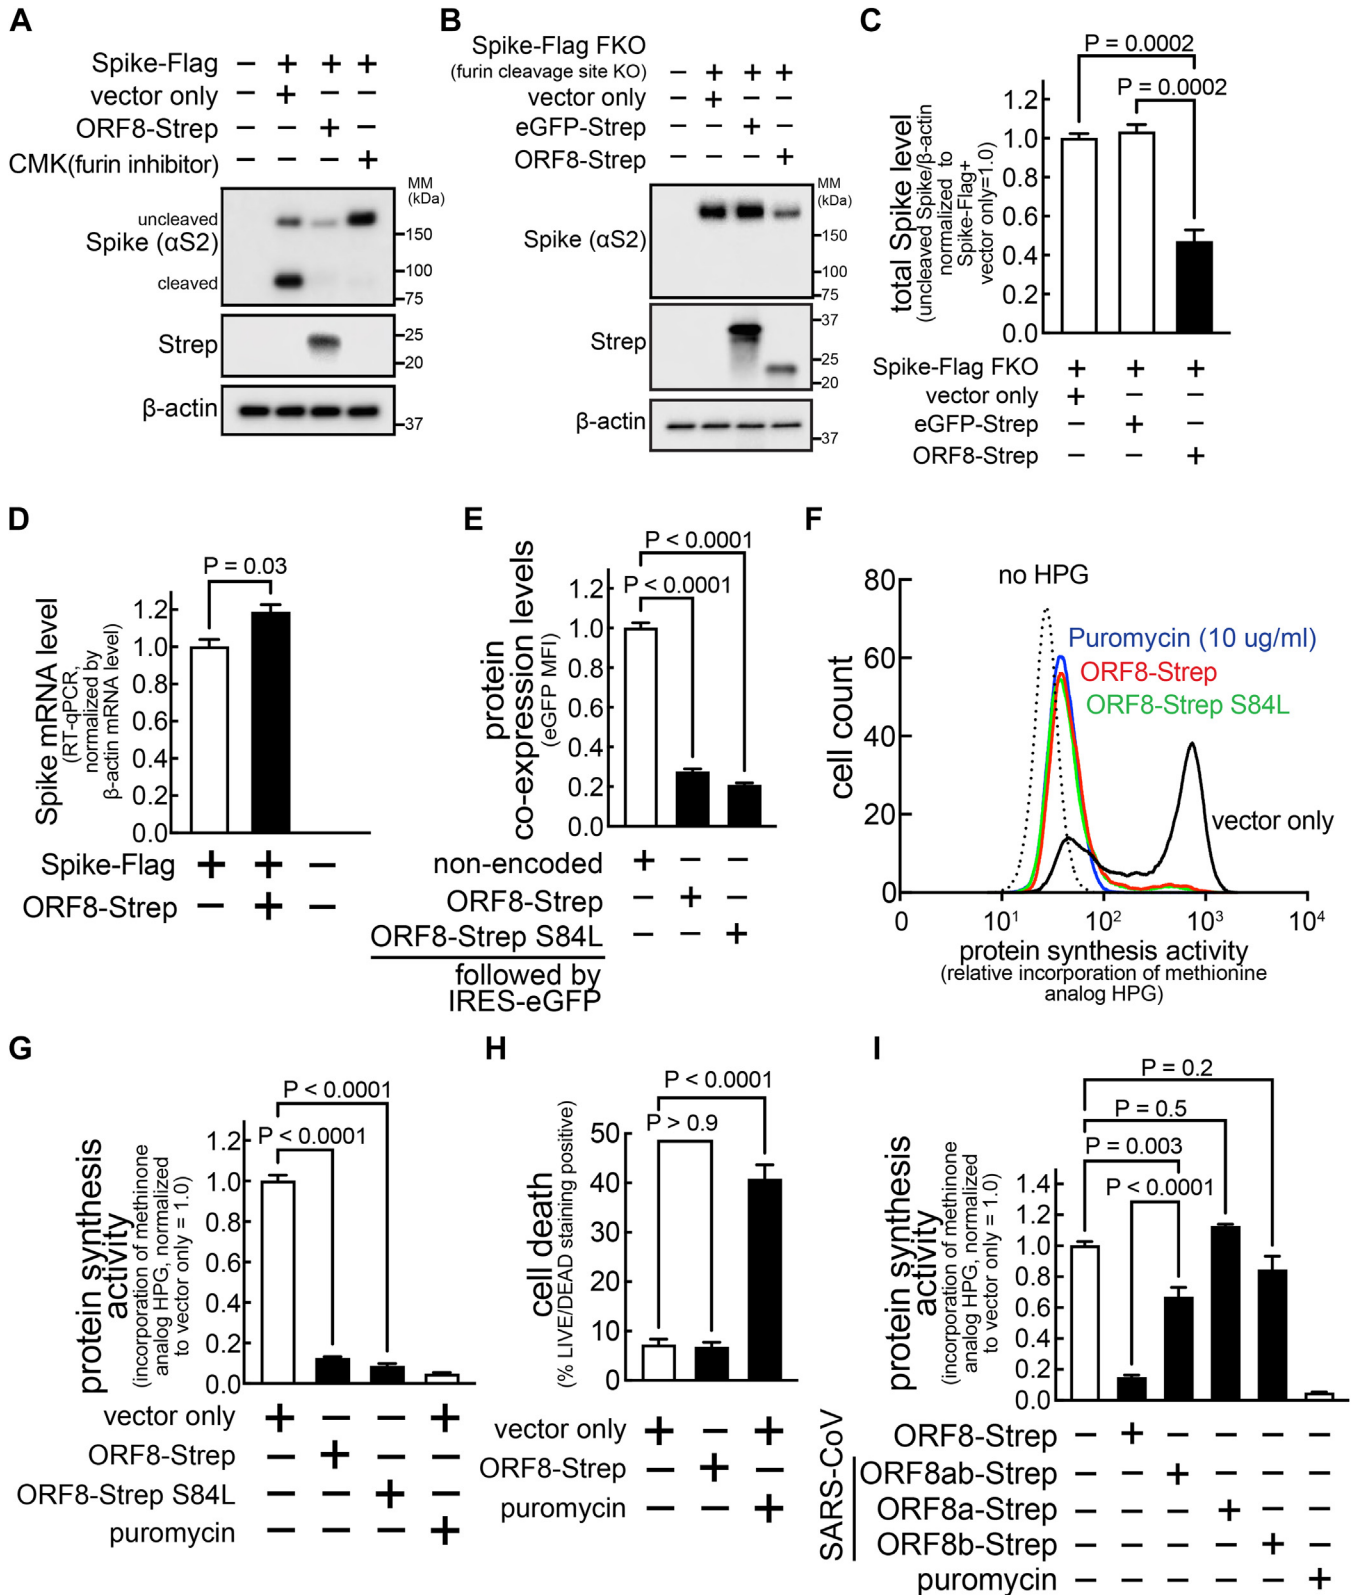 A
Spike-Flag − + + +
vector only − + − −
ORF8-Strep − − + −
CMK(furin inhibitor) − − − +
MM
(kDa)
uncleaved
Spike (αS2)
cleaved
150
100
75
Strep
25
20
β-actin
37
B
Spike-Flag FKO
(furin cleavage site KO) − + + +
vector only − + − −
eGFP-Strep − − + −
ORF8-Strep − − − +
MM
(kDa)
Spike (αS2)
150
100
75
Strep
37
25
20
β-actin
37
C
P = 0.0002
P = 0.0002
total Spike level
(uncleaved Spike/β-actin
normalized to
Spike-Flag+
vector only=1.0)
1.2
1.0
0.8
0.6
0.4
0.2
0.0
Spike-Flag FKO + + +
vector only + − −
eGFP-Strep − + −
ORF8-Strep − − +
D
P = 0.03
Spike mRNA level
(RT-qPCR,
normalized by
β-actin mRNA level)
1.2
1.0
0.8
0.6
0.4
0.2
0.0
Spike-Flag + + −
ORF8-Strep − + −
E
P < 0.0001
P < 0.0001
protein
co-expression levels
(eGFP MFI)
1.2
1.0
0.8
0.6
0.4
0.2
0.0
non-encoded + − −
ORF8-Strep − + −
ORF8-Strep S84L − − +
followed by
IRES-eGFP
F
no HPG
Puromycin (10 ug/ml)
ORF8-Strep
ORF8-Strep S84L
vector only
cell count
80
60
40
20
0
0 10¹ 10² 10³ 10⁴
protein synthesis activity
(relative incorporation of methionine
analog HPG)
G
P < 0.0001
P < 0.0001
protein synthesis
activity
(incorporation of methinone
analog HPG, normalized
to vector only = 1.0)
1.2
1.0
0.8
0.6
0.4
0.2
0.0
vector only + − − +
ORF8-Strep − + − −
ORF8-Strep S84L − − + −
puromycin − − − +
H
P < 0.0001
P > 0.9
cell death
(% LIVE/DEAD staining positive)
50
40
30
20
10
0
vector only + − +
ORF8-Strep − + −
puromycin − − +
I
P = 0.2
P = 0.5
P = 0.003
P < 0.0001
protein synthesis
activity
(incorporation of methinone
analog HPG, normalized
to vector only = 1.0)
1.4
1.2
1.0
0.8
0.6
0.4
0.2
0.0
ORF8-Strep − + − − − −
SARS-CoV
ORF8ab-Strep − − + − − −
ORF8a-Strep − − − + − −
ORF8b-Strep − − − − + −
puromycin − − − − − +